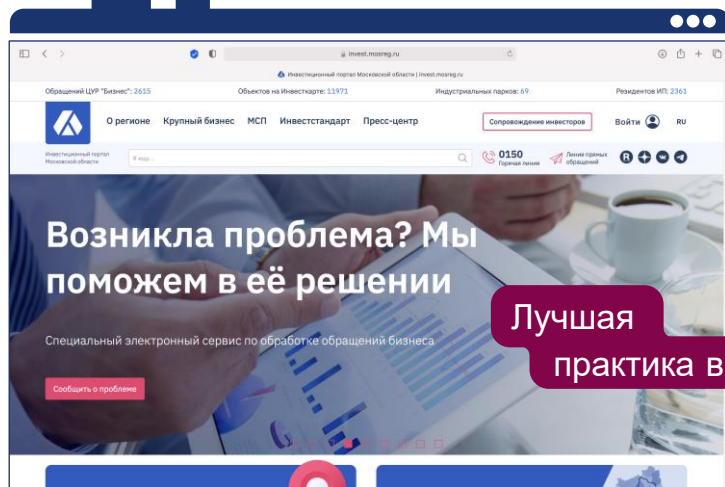 invest.mosreg.ru
Инвестиционный портал Московской области | invest.mosreg.ru
Обращений ЦУР "Бизнес": 2615
Объектов на Инвесткарте: 11971
Индустриальных парков: 69
Резидентов ИП: 2361
О регионе Крупный бизнес МСП Инвестстандарт Пресс-центр
Сопровождение инвесторов
Войти
RU
Инвестиционный портал
Московской области
Я ищу...
0150
Горячая линия
Линия прямых
обращений
Возникла проблема? Мы
поможем в её решении
Специальный электронный сервис по обработке обращений бизнеса
Сообщить о проблеме
Лучшая
практика в